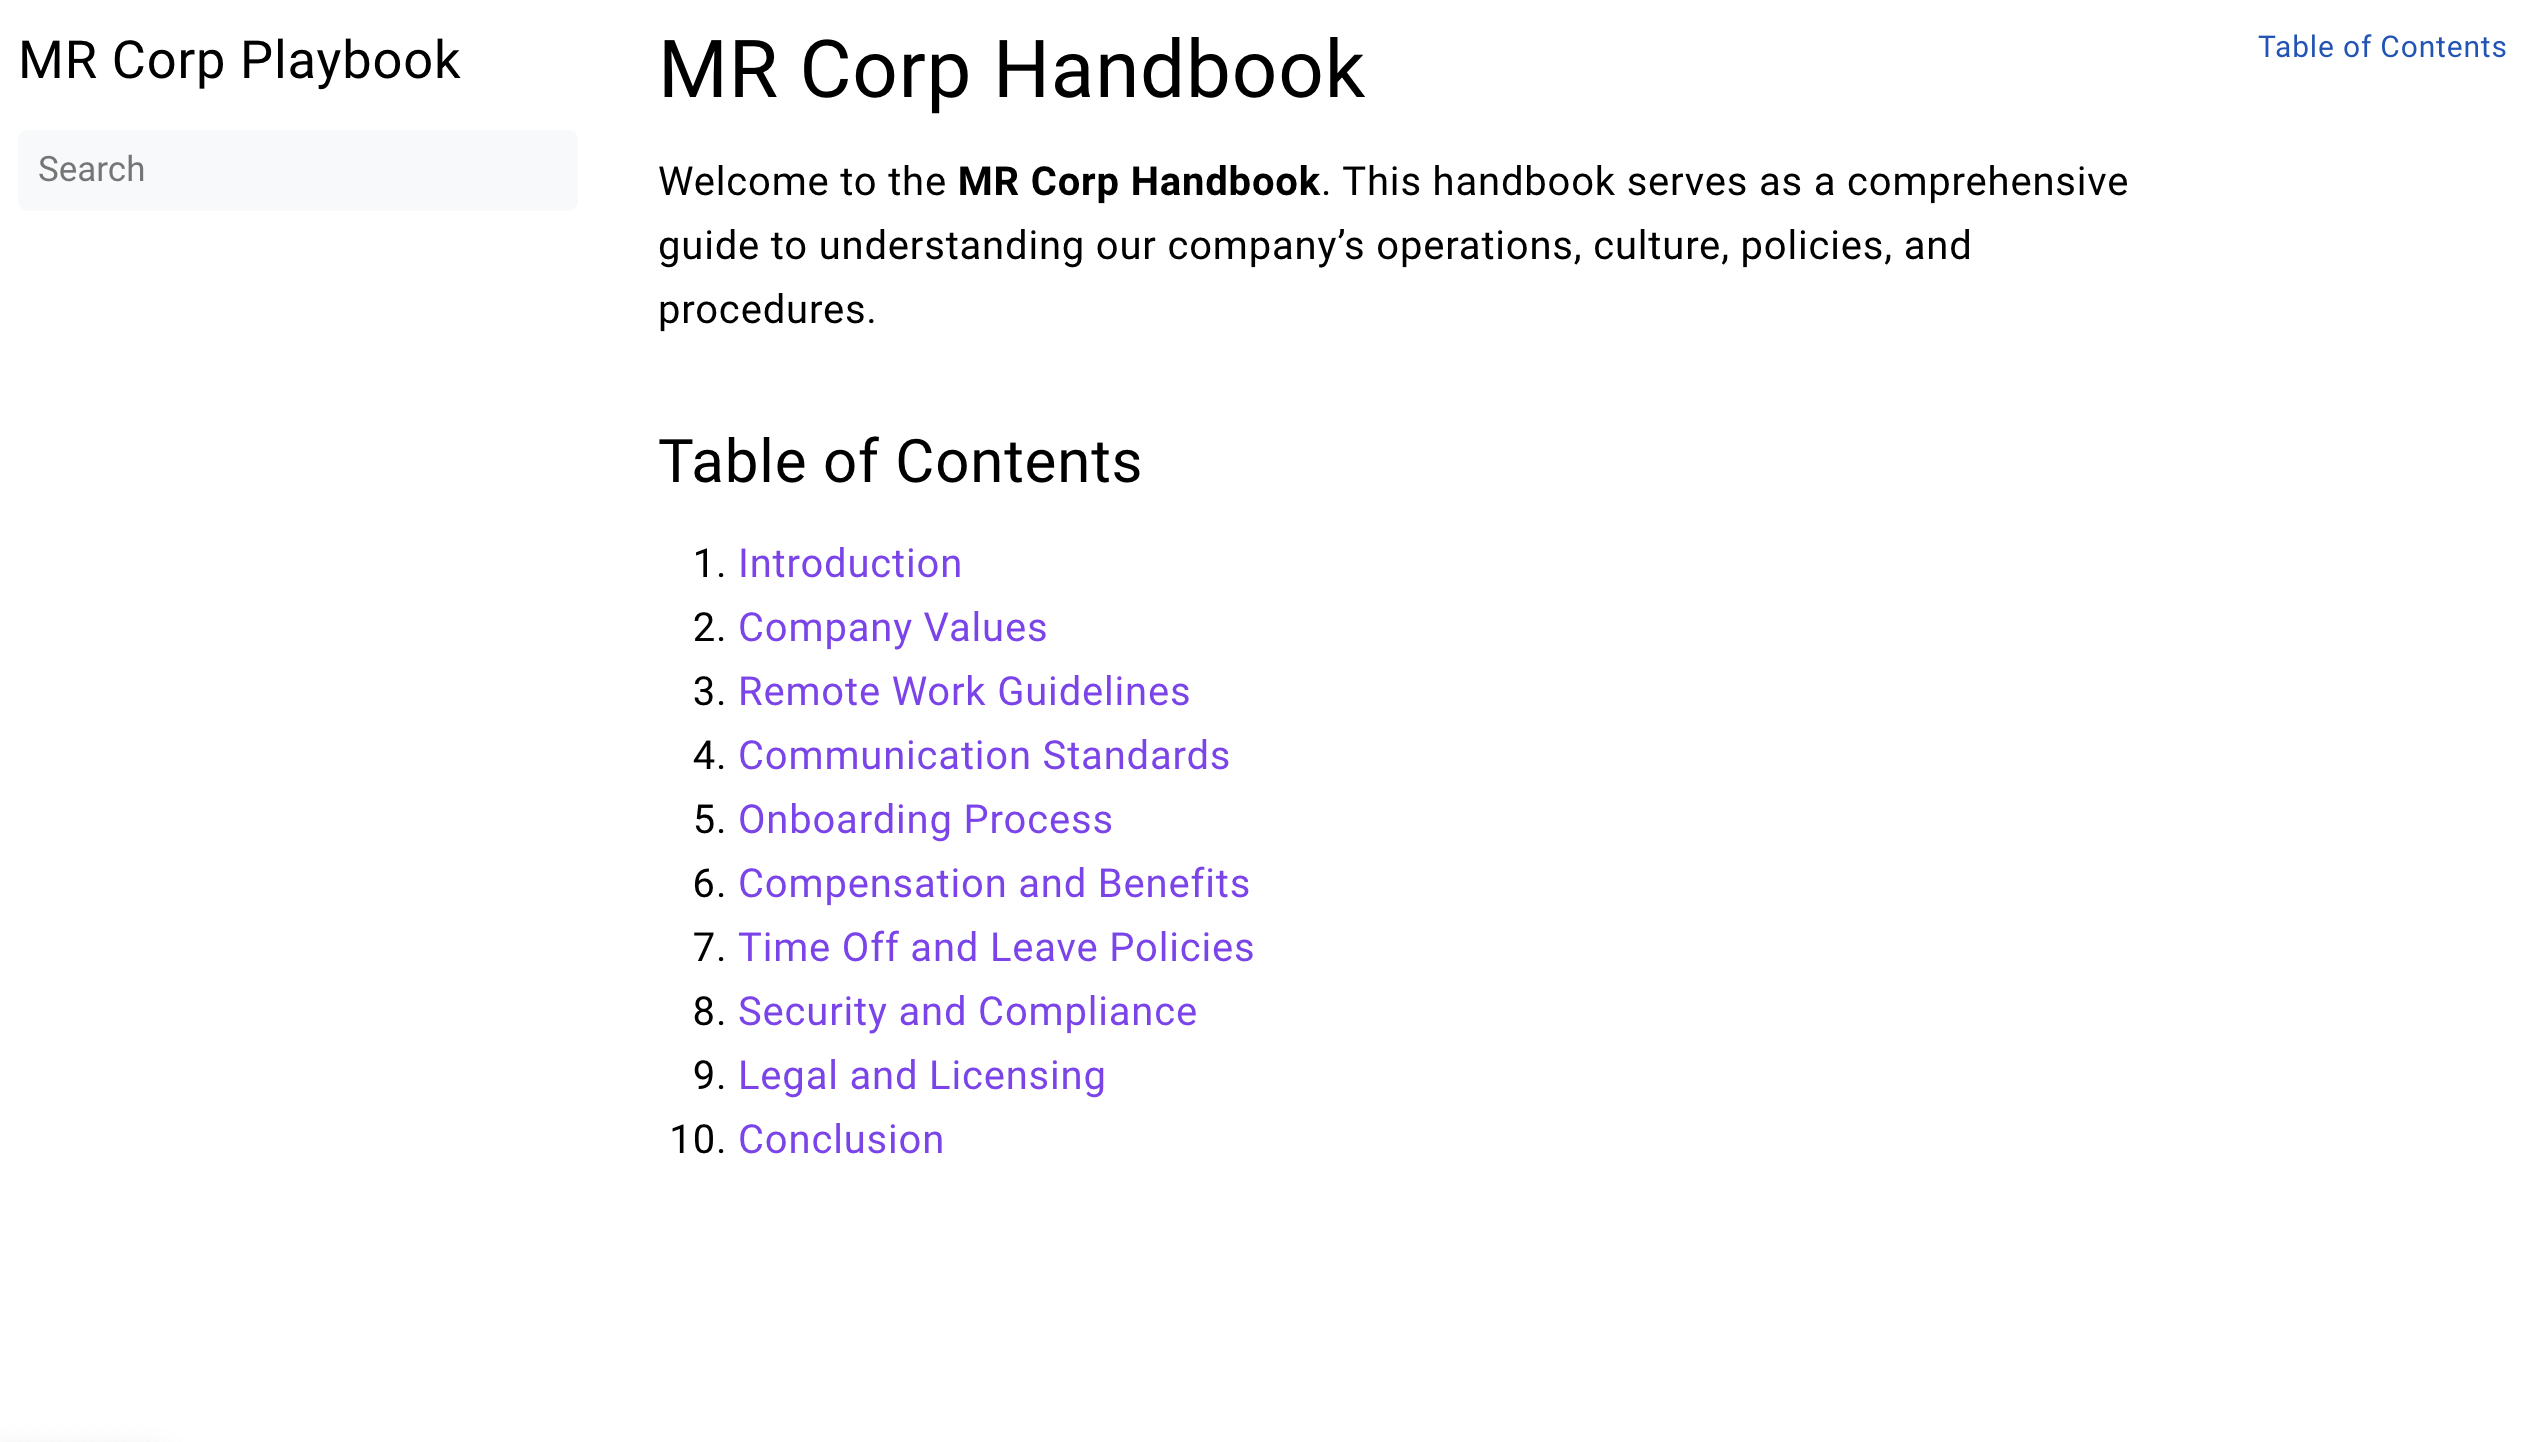 MR Corp Playbook
Search
MR Corp Handbook
Welcome to the MR Corp Handbook. This handbook serves as a comprehensive
guide to understanding our company’s operations, culture, policies, and
procedures.
Table of Contents
1. Introduction
2. Company Values
3. Remote Work Guidelines
4. Communication Standards
5. Onboarding Process
6. Compensation and Benefits
7. Time Off and Leave Policies
8. Security and Compliance
9. Legal and Licensing
10. Conclusion
Table of Contents